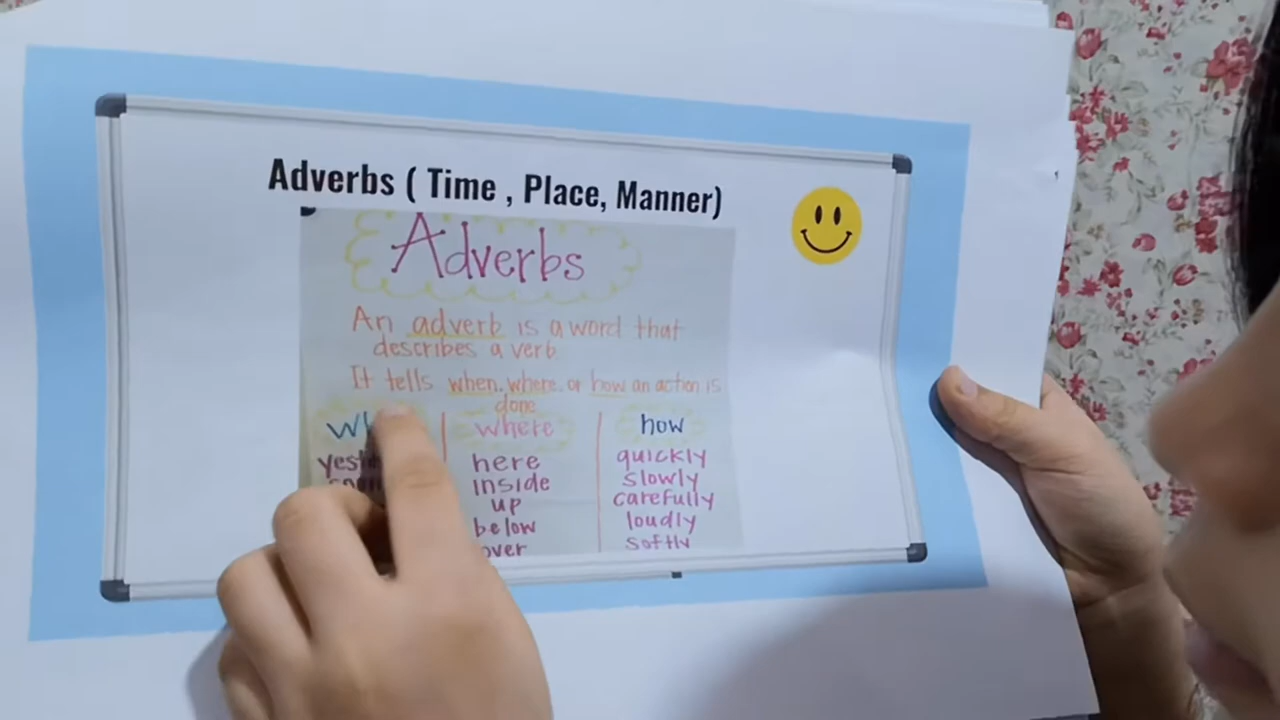 Adverbs ( Time , Place, Manner)
Adverbs
An adverb is a word that
describes a verb
It tells when, where, or how an action is
done
where how
here quickly
inside slowly
up carefully
below loudly
over softly